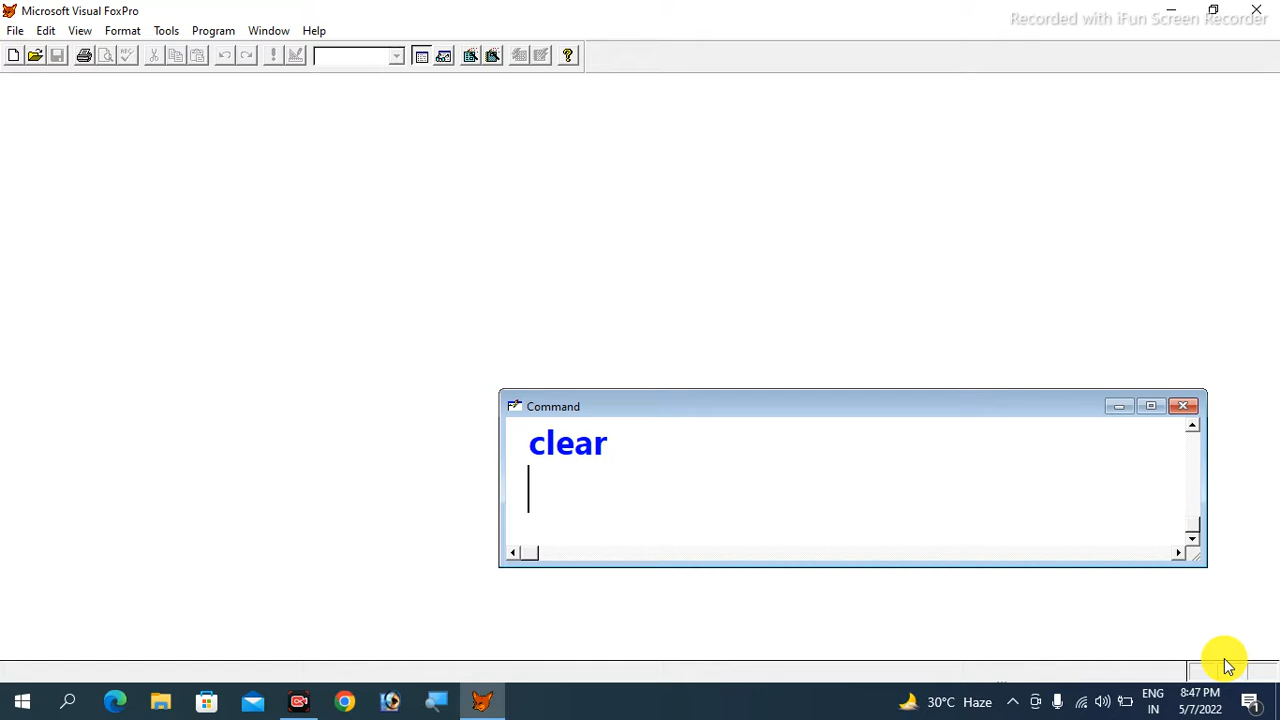 Microsoft Visual FoxPro
Recorded with iFun Screen Recorder
File Edit View Format Tools Program Window Help
Command
clear
30°C Haze
ENG
IN
8:47 PM
5/7/2022
1